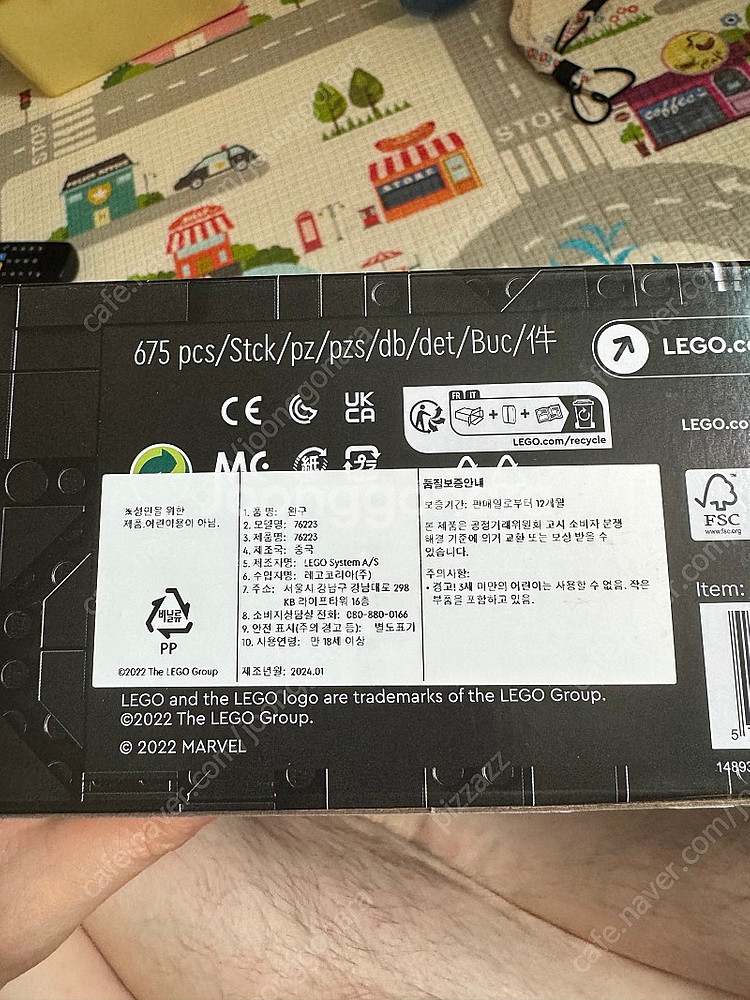 STOP
STOP
coffee
STORE
675 pcs/Stck/pz/pzs/db/det/Buc/件
LEGO.co
CE
UK
CA
FR IT
LEGO.com/recycle
LEGO.co
紙
FSC
www.fsc.org
Item:
※성인을 위한
제품.어린이용이 아님.
비닐류
PP
©2022 The LEGO Group
1. 품 명: 완구
2. 모델명: 76223
3. 제품명: 76223
4. 제조국: 중국
5. 제조자명: LEGO System A/S
6. 수입자명: 레고코리아(주)
7. 주소: 서울시 강남구 강남대로 298
KB 라이프타워 16층
8. 소비자상담실 전화: 080-880-0166
9. 안전 표시(주의 경고 등): 별도표기
10. 사용연령: 만 18세 이상
제조년월: 2024.01
품질보증안내
보증기간: 판매일로부터 12개월
본 제품은 공정거래위원회 고시 소비자 분쟁
해결 기준에 의거 교환 또는 보상 받을 수
있습니다.
주의사항:
• 경고! 3세 미만의 어린이는 사용할 수 없음. 작은
부품을 포함하고 있음.
LEGO and the LEGO logo are trademarks of the LEGO Group.
©2022 The LEGO Group.
© 2022 MARVEL
5
1489
pizzazz